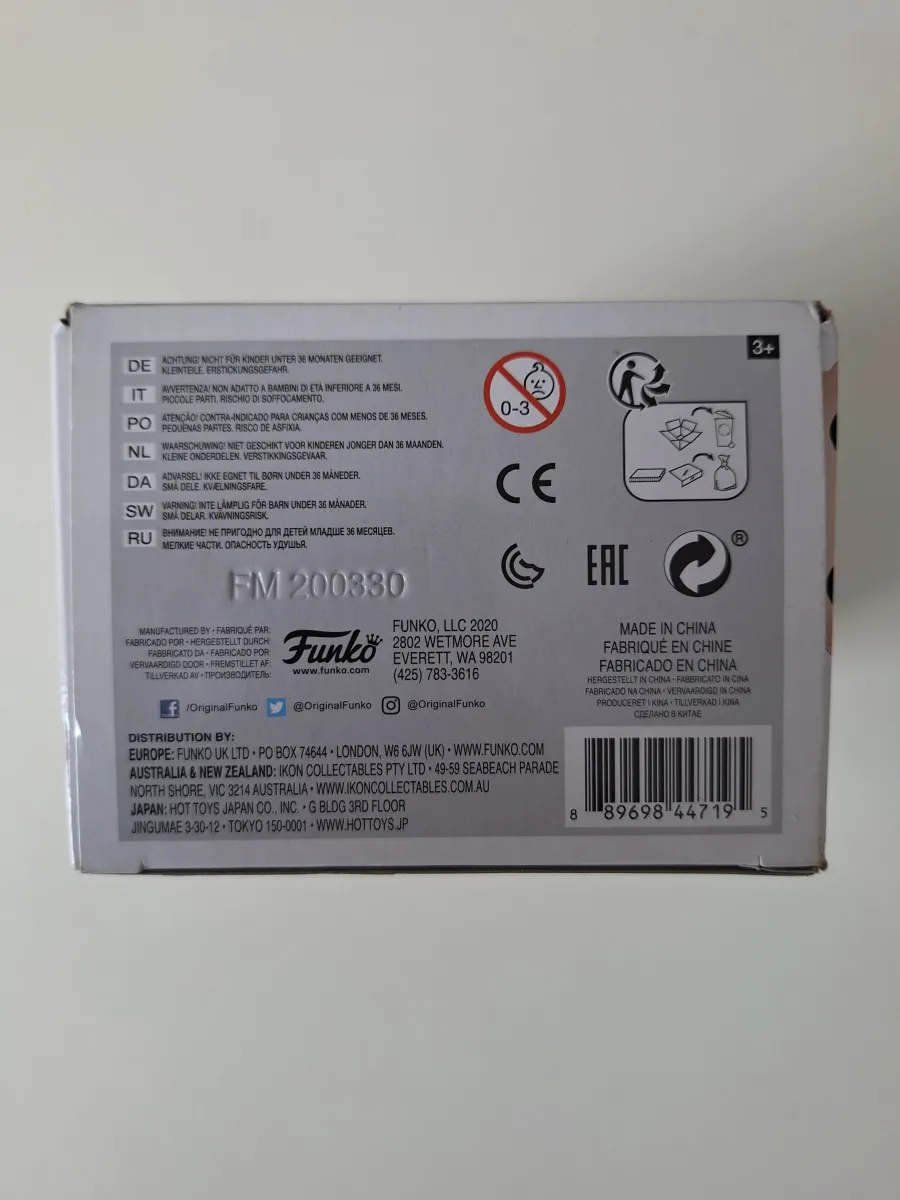 3+
DE ACHTUNG! NICHT FÜR KINDER UNTER 36 MONATEN GEEIGNET.
KLEINTEILE. ERSTICKUNGSGEFAHR.
IT AVVERTENZA! NON ADATTO A BAMBINI DI ETÀ INFERIORE A 36 MESI.
PICCOLE PARTI. RISCHIO DI SOFFOCAMENTO.
PO ATENÇÃO! CONTRA-INDICADO PARA CRIANÇAS COM MENOS DE 36 MESES.
PEQUENAS PARTES. RISCO DE ASFIXIA.
NL WAARSCHUWING! NIET GESCHIKT VOOR KINDEREN JONGER DAN 36 MAANDEN.
KLEINE ONDERDELEN. VERSTIKKINGSGEVAAR.
DA ADVARSEL! IKKE EGNET TIL BØRN UNDER 36 MÅNEDER.
SMÅ DELE. KVÆLNINGSFARE.
SW VARNING! INTE LÄMPLIG FÖR BARN UNDER 36 MÅNADER.
SMÅ DELAR. KVÄVNINGSRISK.
RU ВНИМАНИЕ! НЕ ПРИГОДНО ДЛЯ ДЕТЕЙ МЛАДШЕ 36 МЕСЯЦЕВ.
МЕЛКИЕ ЧАСТИ. ОПАСНОСТЬ УДУШЬЯ.
0-3
CE
EAC
®
FM 200330
MANUFACTURED BY • FABRIQUÉ PAR:
FABRICADO POR • HERGESTELLT DURCH:
FABBRICATO DA • FABRICADO POR:
VERVAARDIGD DOOR • FREMSTILLET AF:
TILLVERKAD AV • ПРОИЗВОДИТЕЛЬ:
Funko
www.funko.com
FUNKO, LLC 2020
2802 WETMORE AVE
EVERETT, WA 98201
(425) 783-3616
MADE IN CHINA
FABRIQUÉ EN CHINE
FABRICADO EN CHINA
HERGESTELLT IN CHINA • FABBRICATO IN CINA
FABRICADO NA CHINA • VERVAARDIGD IN CHINA
PRODUCERET I KINA • TILLVERKAD I KINA
СДЕЛАНО В КИТАЕ
f /OriginalFunko @OriginalFunko @OriginalFunko
DISTRIBUTION BY:
EUROPE: FUNKO UK LTD • PO BOX 74644 • LONDON, W6 6JW (UK) • WWW.FUNKO.COM
AUSTRALIA & NEW ZEALAND: IKON COLLECTABLES PTY LTD • 49-59 SEABEACH PARADE
NORTH SHORE, VIC 3214 AUSTRALIA • WWW.IKONCOLLECTABLES.COM.AU
JAPAN: HOT TOYS JAPAN CO., INC. • G BLDG 3RD FLOOR
JINGUMAE 3-30-12 • TOKYO 150-0001 • WWW.HOTTOYS.JP
8 89698 44719 5